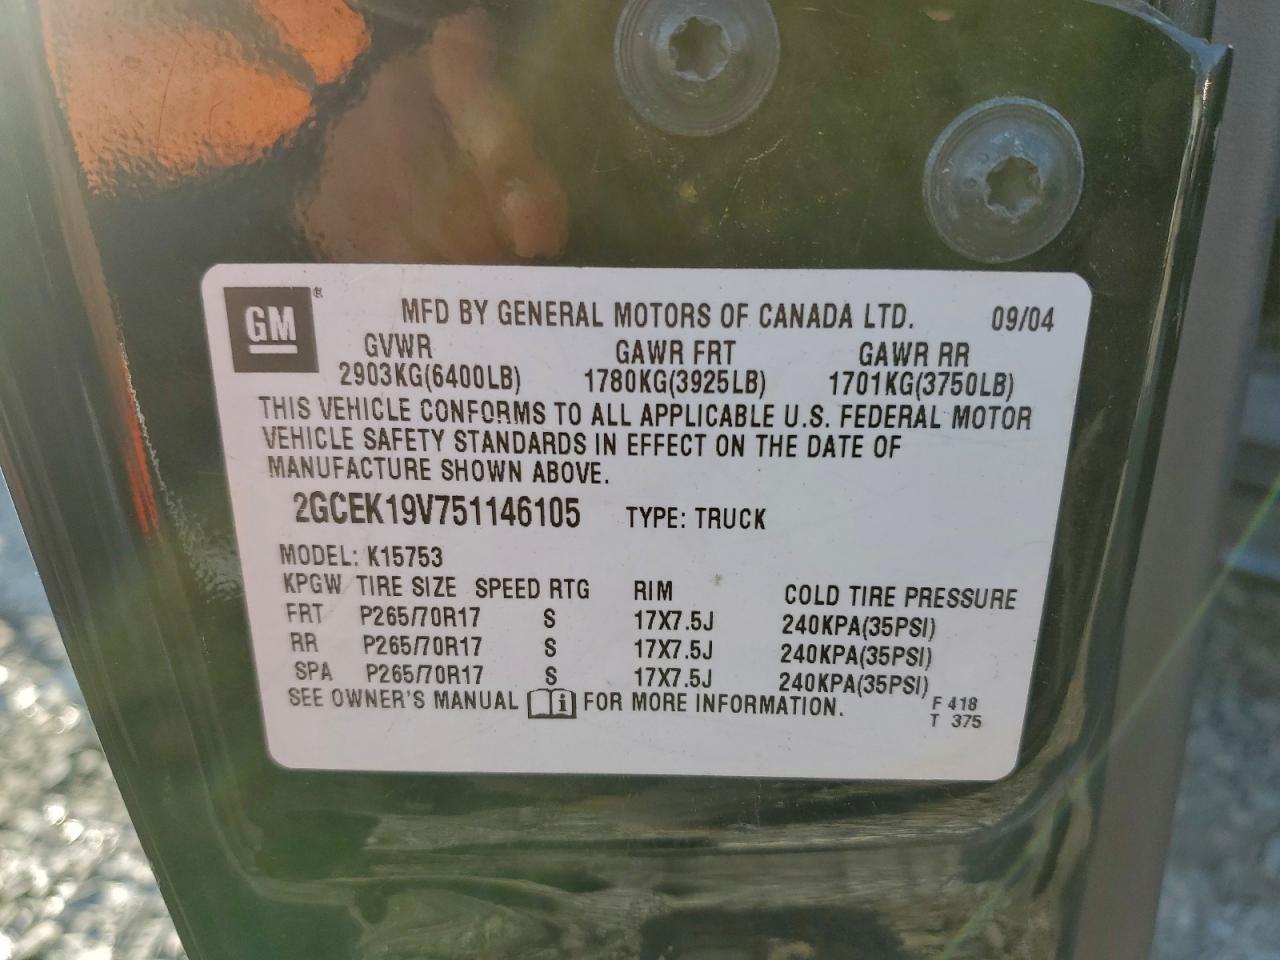 GM® MFD BY GENERAL MOTORS OF CANADA LTD. 09/04
GVWR GAWR FRT GAWR RR
2903KG(6400LB) 1780KG(3925LB) 1701KG(3750LB)
THIS VEHICLE CONFORMS TO ALL APPLICABLE U.S. FEDERAL MOTOR
VEHICLE SAFETY STANDARDS IN EFFECT ON THE DATE OF
MANUFACTURE SHOWN ABOVE.
2GCEK19V751146105 TYPE: TRUCK
MODEL: K15753
KPGW TIRE SIZE SPEED RTG RIM COLD TIRE PRESSURE
FRT P265/70R17 S 17X7.5J 240KPA(35PSI)
RR P265/70R17 S 17X7.5J 240KPA(35PSI)
SPA P265/70R17 S 17X7.5J 240KPA(35PSI)
SEE OWNER'S MANUAL i FOR MORE INFORMATION. F 418
T 375